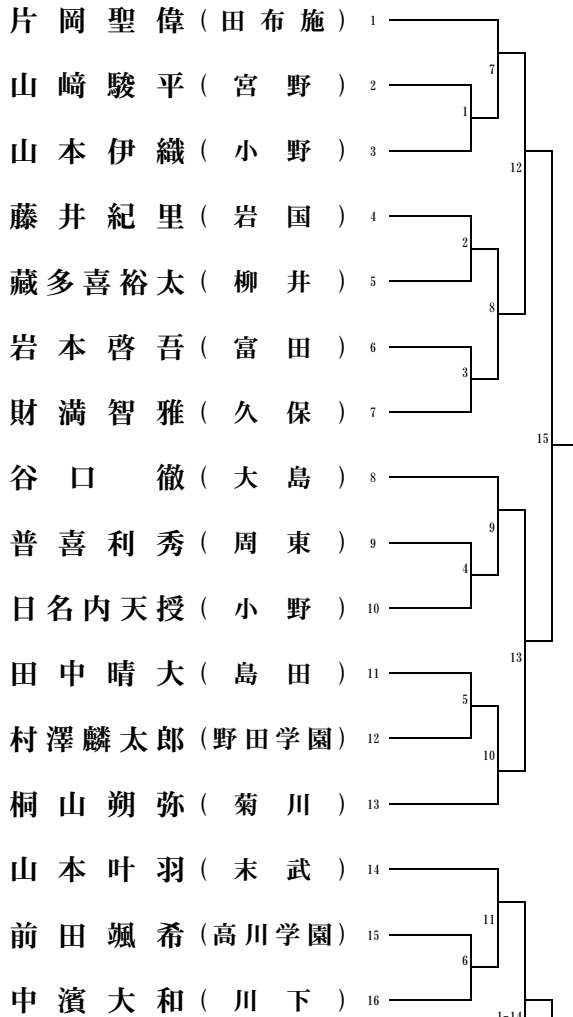 片岡聖偉(田布施) 1
山﨑駿平(宮野) 2
山本伊織(小野) 3
藤井紀里(岩国) 4
藏多喜裕太(柳井) 5
岩本啓吾(富田) 6
財満智雅(久保) 7
谷口徹(大島) 8
普喜利秀(周東) 9
日名内天授(小野) 10
田中晴大(島田) 11
村澤麟太郎(野田学園) 12
桐山朔弥(菊川) 13
山本叶羽(末武) 14
前田颯希(高川学園) 15
中濱大和(川下) 16
7
1
12
2
8
3
15
9
4
13
5
10
11
6
1-14